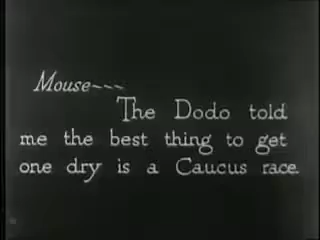 Mouse~~~
The Dodo told
me the best thing to get
one dry is a Caucus race.